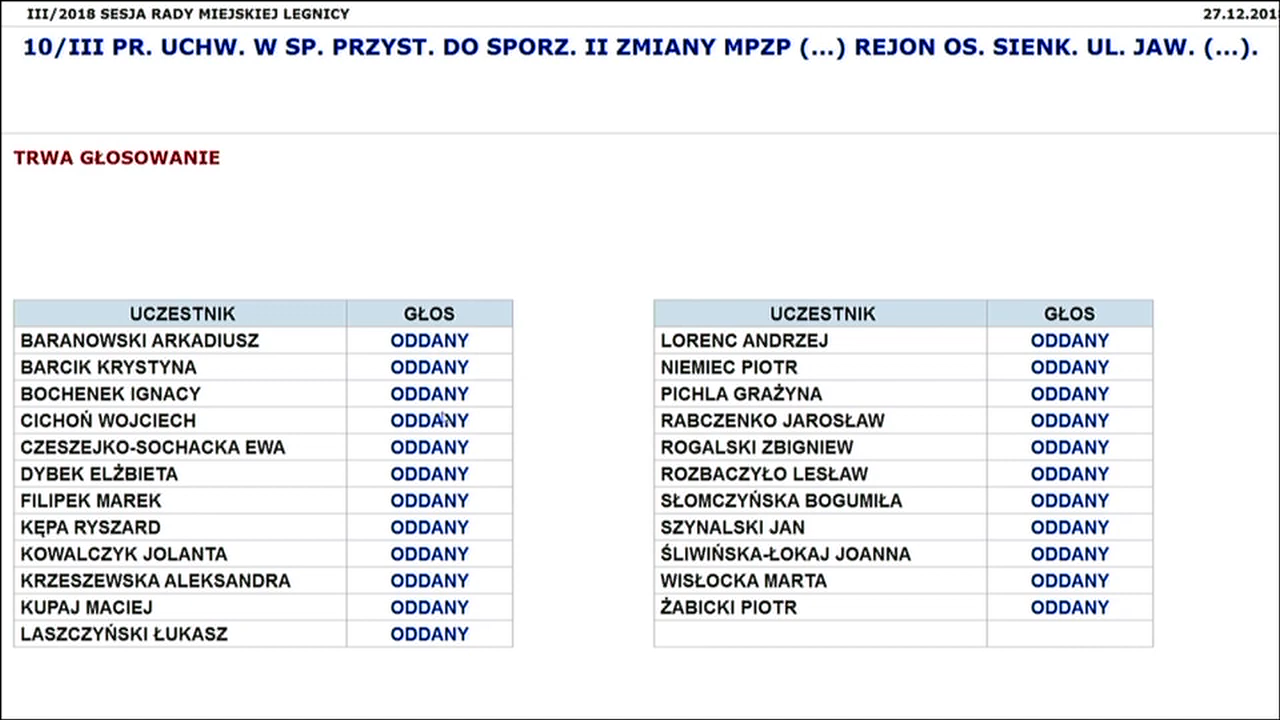 III/2018 SESJA RADY MIEJSKIEJ LEGNICY
27.12.201
10/III PR. UCHW. W SP. PRZYST. DO SPORZ. II ZMIANY MPZP (...) REJON OS. SIENK. UL. JAW. (...).
TRWA GŁOSOWANIE
UCZESTNIK GŁOS
BARANOWSKI ARKADIUSZ ODDANY
BARCIK KRYSTYNA ODDANY
BOCHENEK IGNACY ODDANY
CICHOŃ WOJCIECH ODDANY
CZESZEJKO-SOCHACKA EWA ODDANY
DYBEK ELŻBIETA ODDANY
FILIPEK MAREK ODDANY
KĘPA RYSZARD ODDANY
KOWALCZYK JOLANTA ODDANY
KRZESZEWSKA ALEKSANDRA ODDANY
KUPAJ MACIEJ ODDANY
LASZCZYŃSKI ŁUKASZ ODDANY
UCZESTNIK GŁOS
LORENC ANDRZEJ ODDANY
NIEMIEC PIOTR ODDANY
PICHLA GRAŻYNA ODDANY
RABCZENKO JAROSŁAW ODDANY
ROGALSKI ZBIGNIEW ODDANY
ROZBACZYŁO LESŁAW ODDANY
SŁOMCZYŃSKA BOGUMIŁA ODDANY
SZYNALSKI JAN ODDANY
ŚLIWIŃSKA-ŁOKAJ JOANNA ODDANY
WISŁOCKA MARTA ODDANY
ŻABICKI PIOTR ODDANY